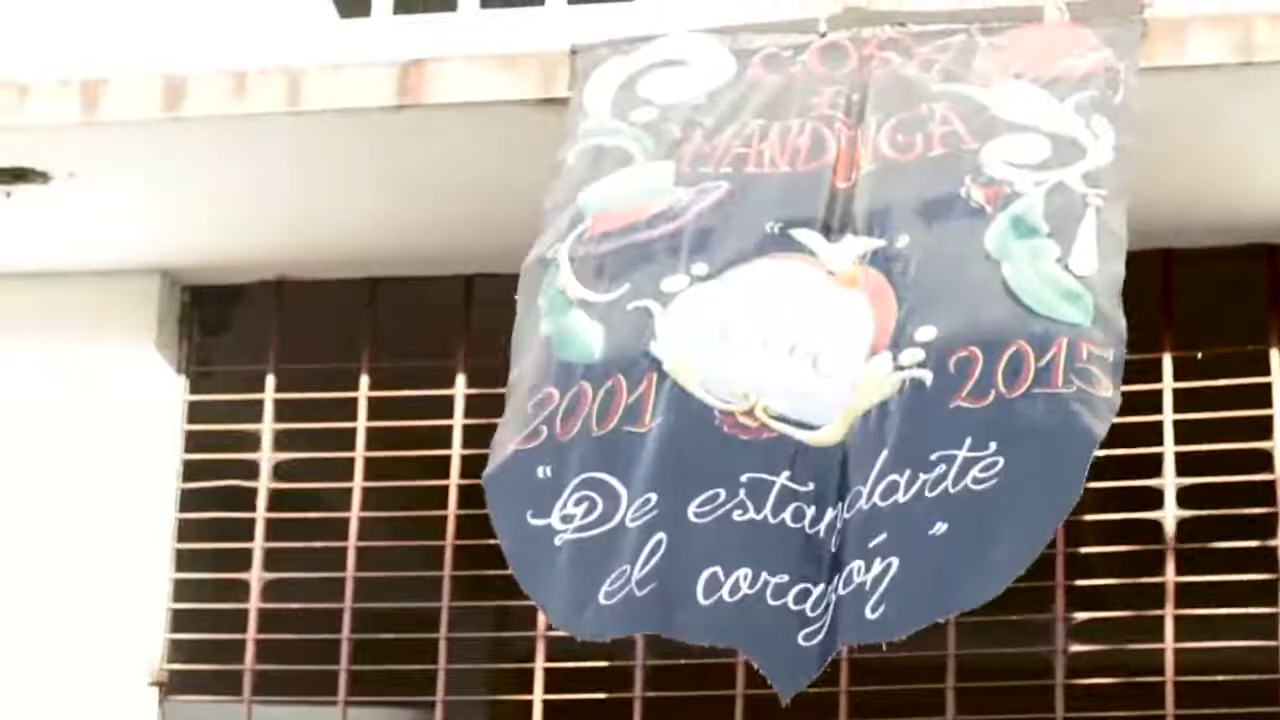 COSA E
MANDINGA
2001
2015
"De estandarte
el corazón"